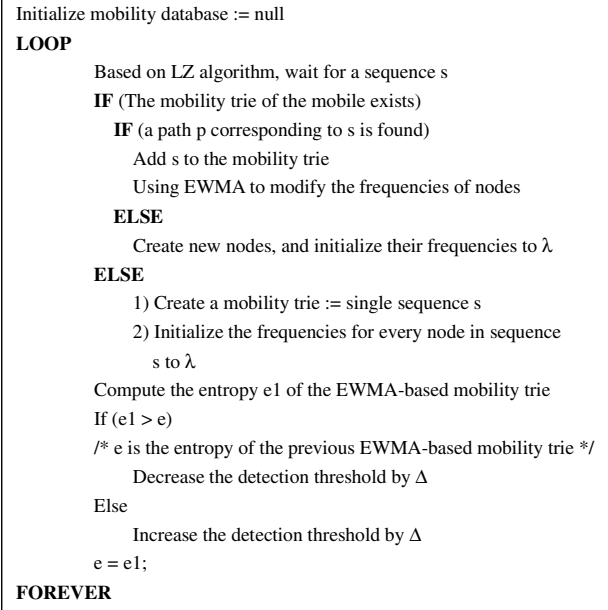 Initialize mobility database := null
LOOP
Based on LZ algorithm, wait for a sequence s
IF (The mobility trie of the mobile exists)
IF (a path p corresponding to s is found)
Add s to the mobility trie
Using EWMA to modify the frequencies of nodes
ELSE
Create new nodes, and initialize their frequencies to λ
ELSE
1) Create a mobility trie := single sequence s
2) Initialize the frequencies for every node in sequence
s to λ
Compute the entropy e1 of the EWMA-based mobility trie
If (e1 > e)
/* e is the entropy of the previous EWMA-based mobility trie */
Decrease the detection threshold by Δ
Else
Increase the detection threshold by Δ
e = e1;
FOREVER